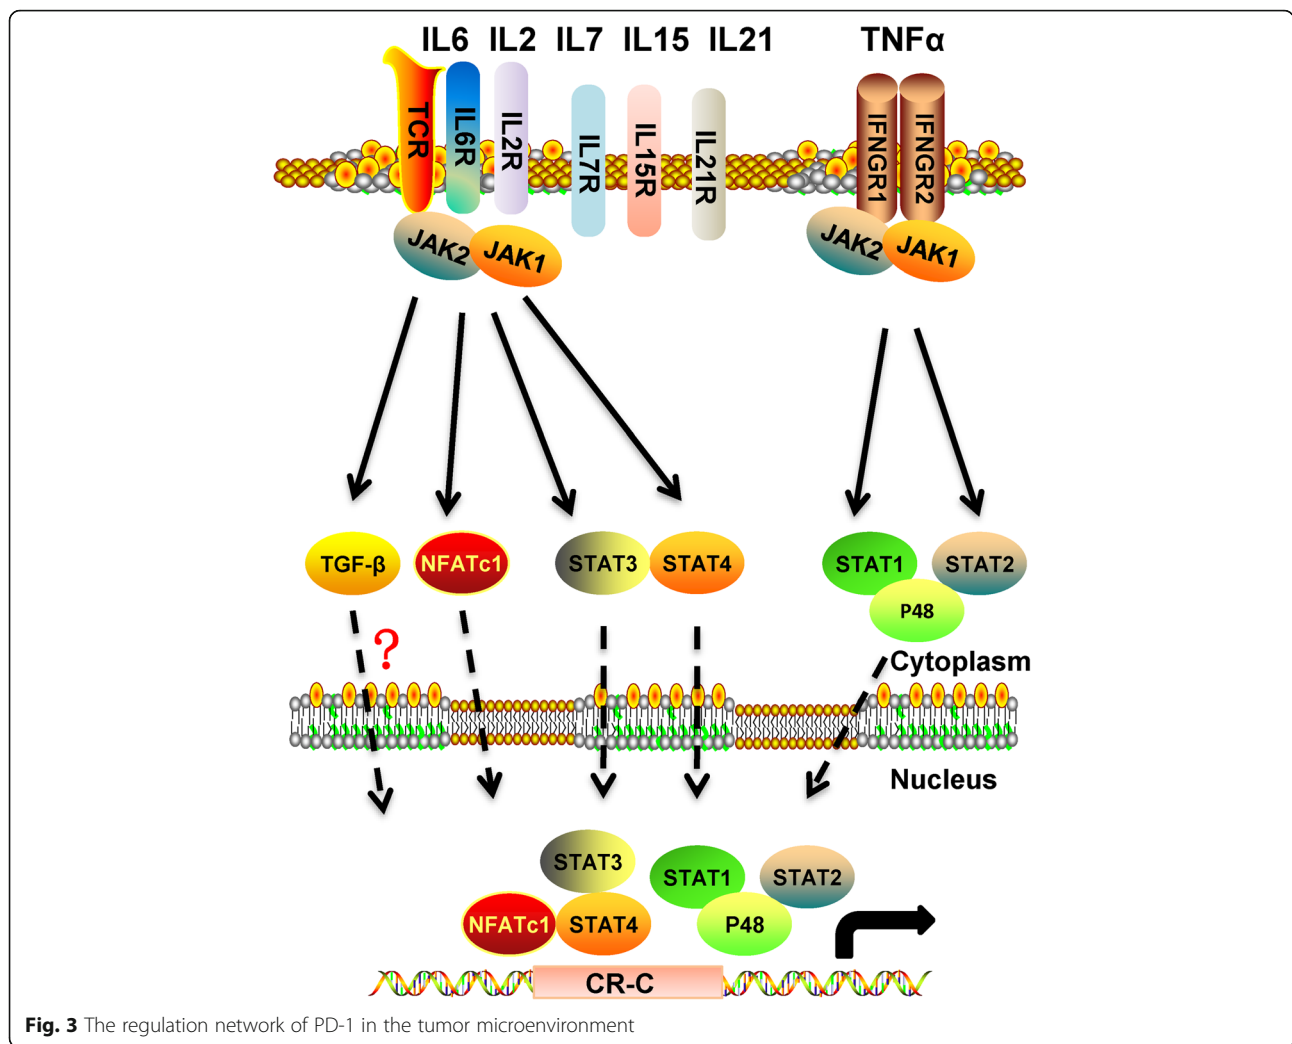 IL6 IL2 IL7 IL15 IL21 TNFα
TCR IL6R IL2R IL7R IL15R IL21R IFNGR1 IFNGR2
JAK2 JAK1 JAK2 JAK1
TGF-β NFATc1 STAT3 STAT4 STAT1 STAT2
P48
?
Cytoplasm
Nucleus
STAT3 STAT1 STAT2
NFATc1 STAT4 P48
CR-C
Fig. 3 The regulation network of PD-1 in the tumor microenvironment